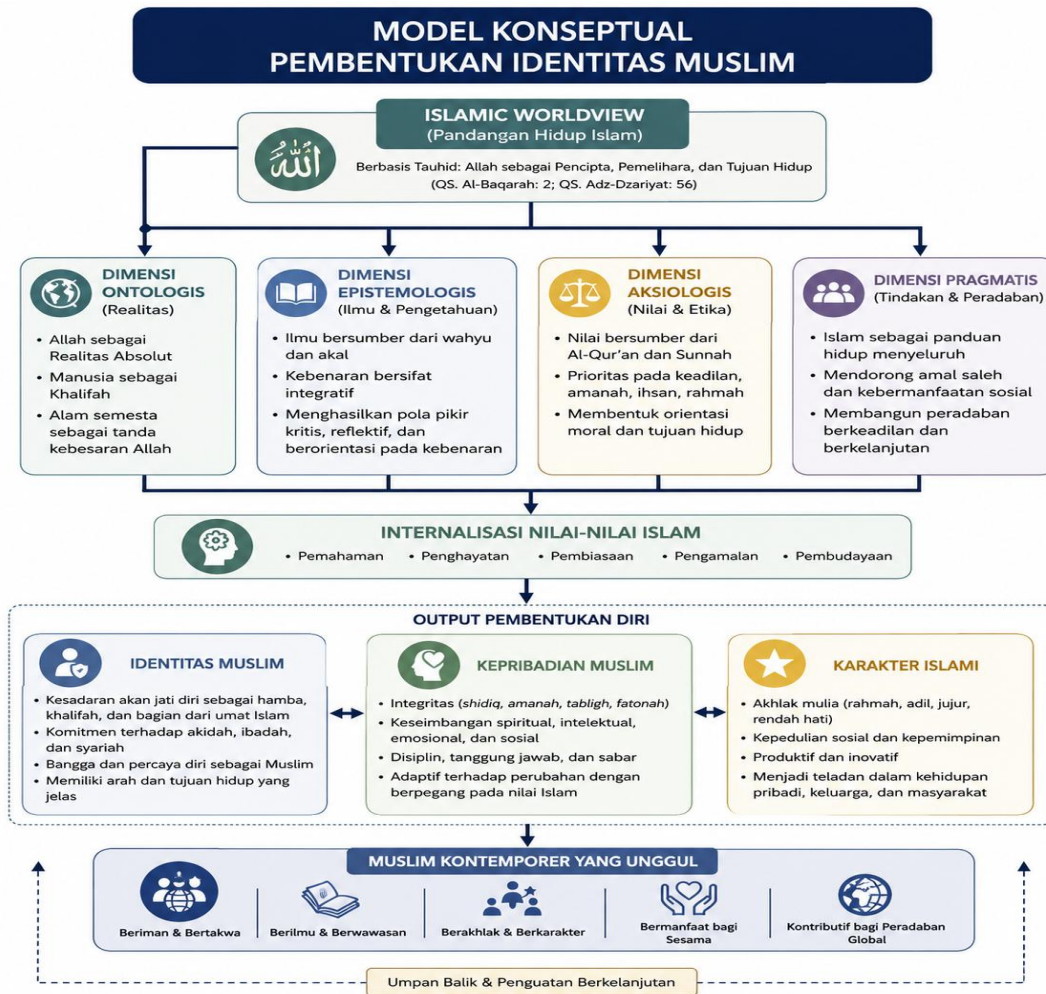 MODEL KONSEPTUAL
PEMBENTUKAN IDENTITAS MUSLIM
ISLAMIC WORLDVIEW
(Pandangan Hidup Islam)
الله
Berbasis Tauhid: Allah sebagai Pencipta, Pemelihara, dan Tujuan Hidup
(QS. Al-Baqarah: 2; QS. Adz-Dzariyat: 56)
DIMENSI
ONTOLOGIS
(Realitas)
• Allah sebagai
Realitas Absolut
• Manusia sebagai
Khalifah
• Alam semesta
sebagai tanda
kebesaran Allah
DIMENSI
EPISTEMOLOGIS
(Ilmu & Pengetahuan)
• Ilmu bersumber dari wahyu
dan akal
• Kebenaran bersifat
integratif
• Menghasilkan pola pikir
kritis, reflektif, dan
berorientasi pada kebenaran
DIMENSI
AKSIOLOGIS
(Nilai & Etika)
• Nilai bersumber dari
Al-Qur'an dan Sunnah
• Prioritas pada keadilan,
amanah, ihsan, rahmah
• Membentuk orientasi
moral dan tujuan hidup
DIMENSI PRAGMATIS
(Tindakan & Peradaban)
• Islam sebagai panduan
hidup menyeluruh
• Mendorong amal saleh
dan kebermanfaatan sosial
• Membangun peradaban
berkeadilan dan
berkelanjutan
INTERNALISASI NILAI-NILAI ISLAM
• Pemahaman • Penghayatan • Pembiasaan • Pengamalan • Pembudayaan
OUTPUT PEMBENTUKAN DIRI
IDENTITAS MUSLIM
• Kesadaran akan jati diri sebagai hamba,
khalifah, dan bagian dari umat Islam
• Komitmen terhadap akidah, ibadah,
dan syariah
• Bangga dan percaya diri sebagai Muslim
• Memiliki arah dan tujuan hidup yang
jelas
KEPRIBADIAN MUSLIM
• Integritas (shidiq, amanah, tabligh, fatonah)
• Keseimbangan spiritual, intelektual,
emosional, dan sosial
• Disiplin, tanggung jawab, dan sabar
• Adaptif terhadap perubahan dengan
berpegang pada nilai Islam
KARAKTER ISLAMI
• Akhlak mulia (rahmah, adil, jujur,
rendah hati)
• Kepedulian sosial dan kepemimpinan
• Produktif dan inovatif
• Menjadi teladan dalam kehidupan
pribadi, keluarga, dan masyarakat
MUSLIM KONTEMPORER YANG UNGGUL
Beriman & Bertakwa
Berilmu & Berwawasan
Berakhlak & Berkarakter
Bermanfaat bagi
Sesama
Kontributif bagi Peradaban
Global
Umpan Balik & Penguatan Berkelanjutan